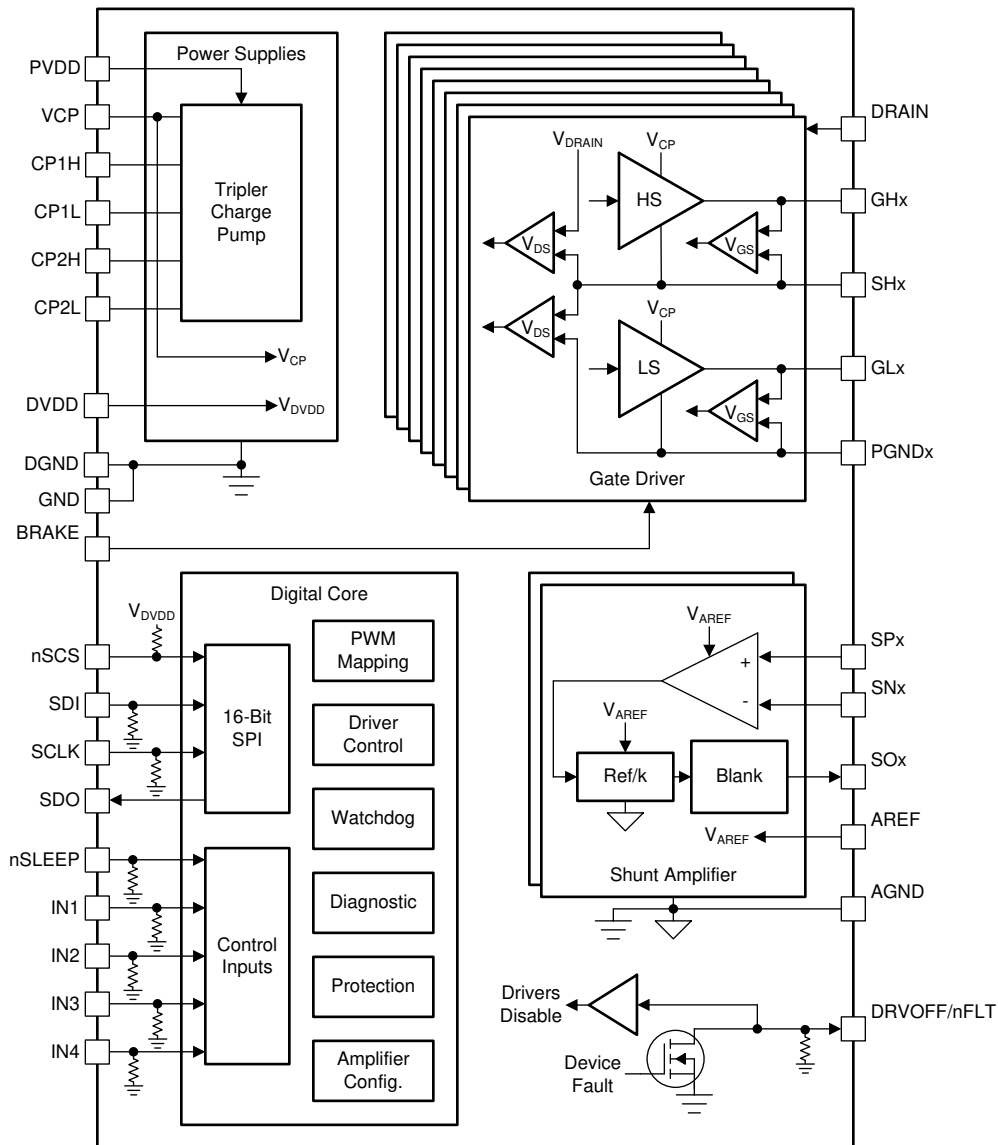 Power Supplies
PVDD
VCP
CP1H
CP1L
CP2H
CP2L
Tripler
Charge
Pump
VCP
DVDD
VDVDD
DGND
GND
BRAKE
VDRAIN
VCP
HS
VDS
VGS
VDS
VCP
LS
VGS
Gate Driver
DRAIN
GHx
SHx
GLx
PGNDx
Digital Core
VDVDD
nSCS
SDI
SCLK
SDO
16-Bit
SPI
nSLEEP
IN1
IN2
IN3
IN4
Control
Inputs
PWM
Mapping
Driver
Control
Watchdog
Diagnostic
Protection
Amplifier
Config.
VAREF
+
-
VAREF
Ref/k
Blank
VAREF
Shunt Amplifier
SPx
SNx
SOx
AREF
AGND
Drivers
Disable
Device
Fault
DRVOFF/nFLT